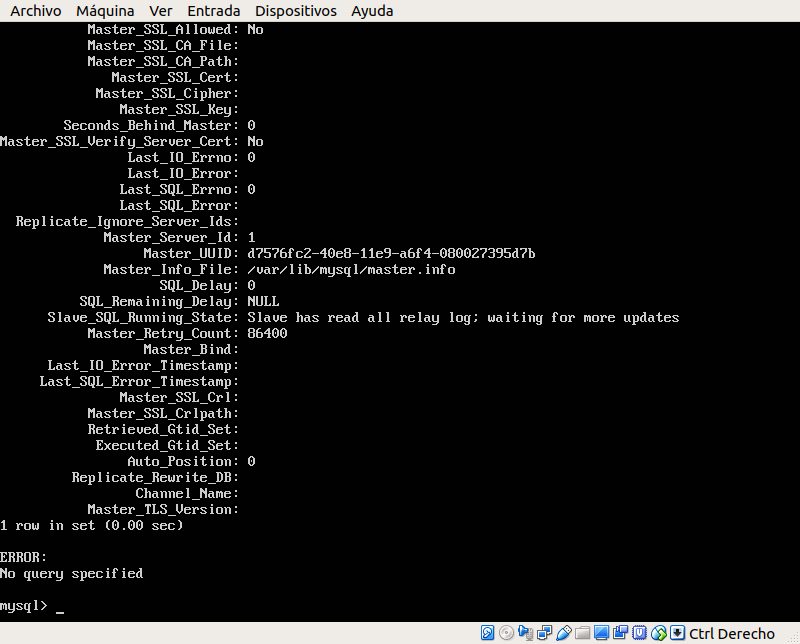 Archivo Máquina Ver Entrada Dispositivos Ayuda
Master_SSL_Allowed: No
Master_SSL_CA_File:
Master_SSL_CA_Path:
Master_SSL_Cert:
Master_SSL_Cipher:
Master_SSL_Key:
Seconds_Behind_Master: 0
Master_SSL_Verify_Server_Cert: No
Last_IO_Errno: 0
Last_IO_Error:
Last_SQL_Errno: 0
Last_SQL_Error:
Replicate_Ignore_Server_Ids:
Master_Server_Id: 1
Master_UUID: d7576fc2-40e8-11e9-a6f4-080027395d7b
Master_Info_File: /var/lib/mysql/master.info
SQL_Delay: 0
SQL_Remaining_Delay: NULL
Slave_SQL_Running_State: Slave has read all relay log; waiting for more updates
Master_Retry_Count: 86400
Master_Bind:
Last_IO_Error_Timestamp:
Last_SQL_Error_Timestamp:
Master_SSL_Crl:
Master_SSL_Crlpath:
Retrieved_Gtid_Set:
Executed_Gtid_Set:
Auto_Position: 0
Replicate_Rewrite_DB:
Channel_Name:
Master_TLS_Version:
1 row in set (0.00 sec)
ERROR:
No query specified
mysql> _
Ctrl Derecho